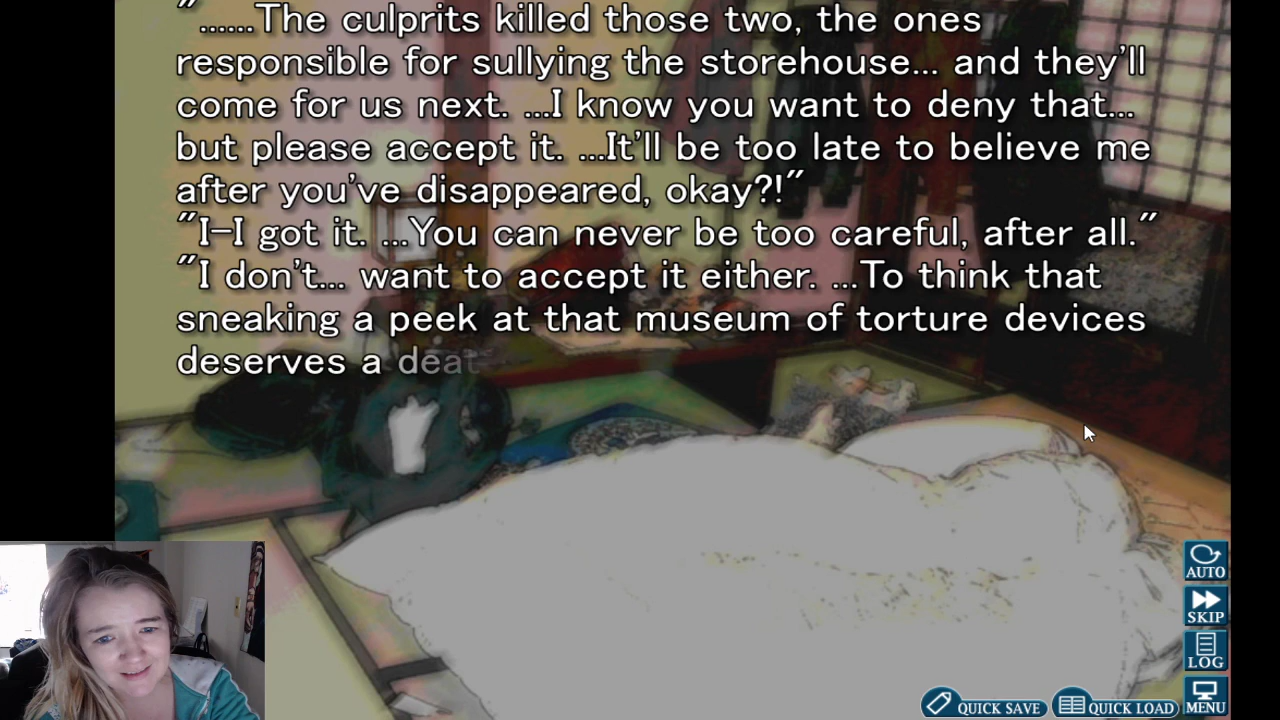 "......The culprits killed those two, the ones
responsible for sullying the storehouse... and they'll
come for us next. ...I know you want to deny that...
but please accept it. ...It'll be too late to believe me
after you've disappeared, okay?!"
"I-I got it. ...You can never be too careful, after all."
"I don't... want to accept it either. ...To think that
sneaking a peek at that museum of torture devices
deserves a deat
AUTO
SKIP
LOG
QUICK SAVE QUICK LOAD MENU